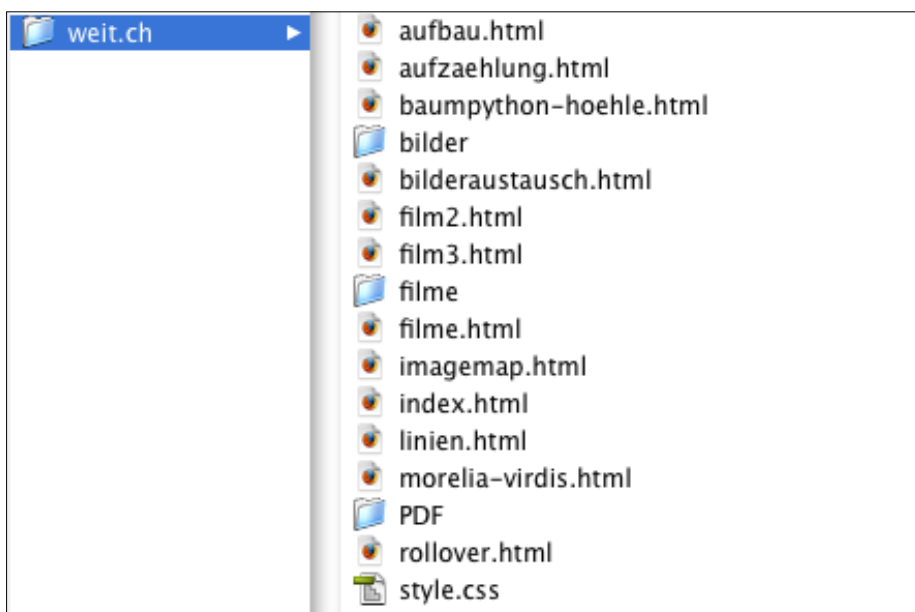 weit.ch
aufbau.html
aufzaehlung.html
baumpython-hoehle.html
bilder
bilderaustausch.html
film2.html
film3.html
filme
filme.html
imagemap.html
index.html
linien.html
morelia-virdis.html
PDF
rollover.html
style.css